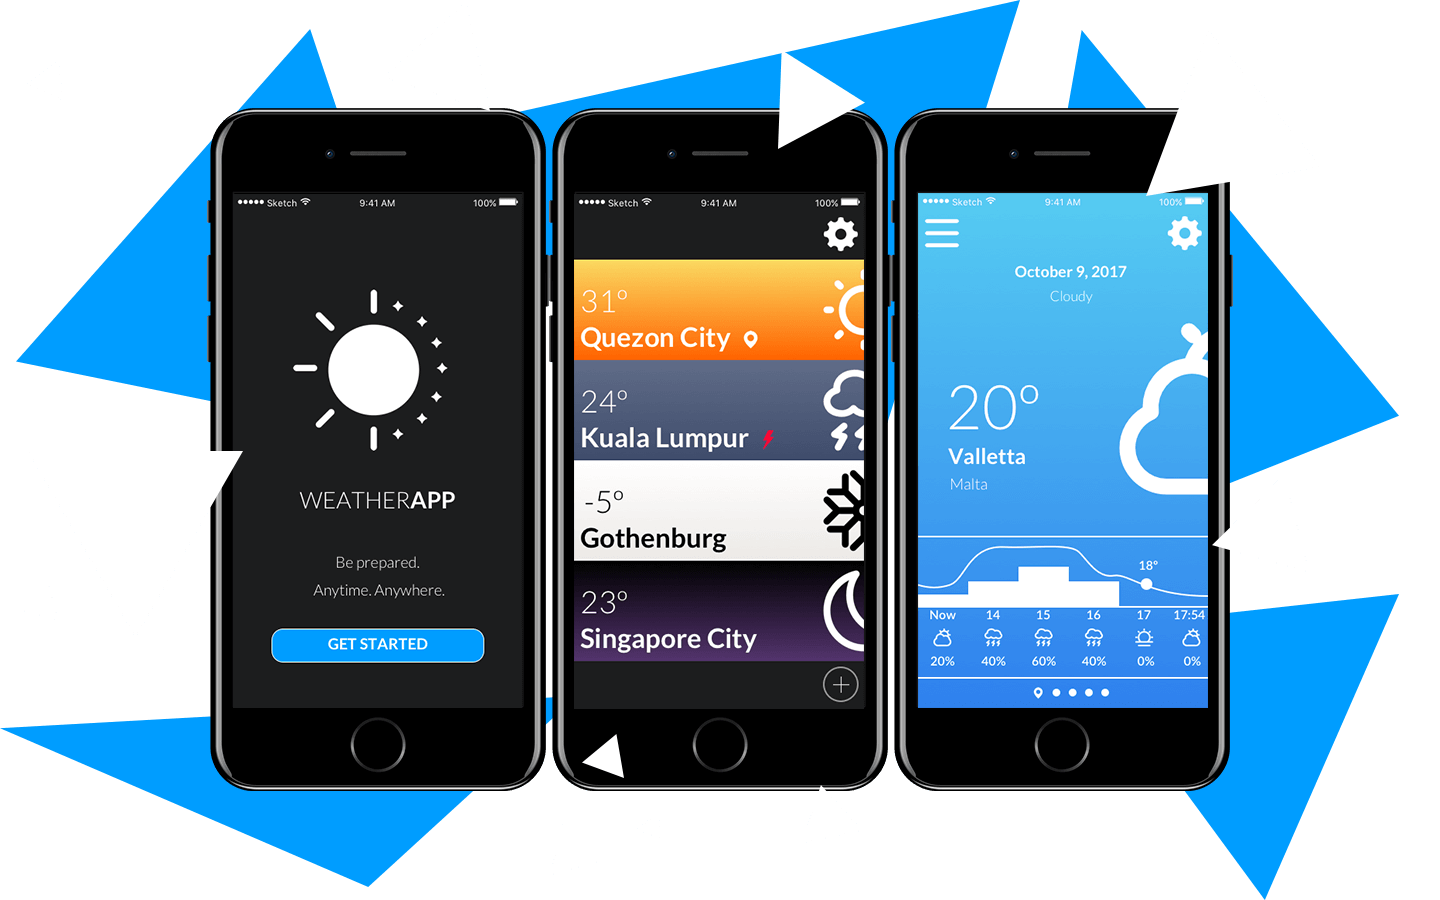 Sketch 9:41 AM 100%
WEATHERAPP
Be prepared.
Anytime. Anywhere.
GET STARTED
Sketch 9:41 AM 100%
31°
Quezon City
24°
Kuala Lumpur
-5°
Gothenburg
23°
Singapore City
Sketch 9:41 AM 100%
October 9, 2017
Cloudy
20°
Valletta
Malta
18°
Now 14 15 16 17 17:54
20% 40% 60% 40% 0% 0%